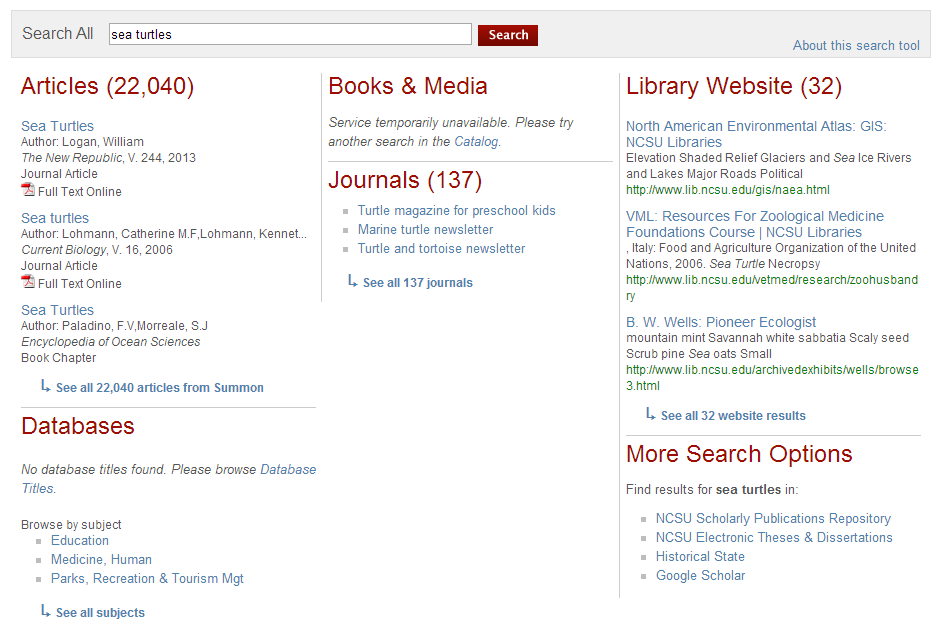 Search All
sea turtles
Search
About this search tool
Articles (22,040)
Sea Turtles
Author: Logan, William
The New Republic, V. 244, 2013
Journal Article
Full Text Online
Sea turtles
Author: Lohmann, Catherine M.F,Lohmann, Kennet...
Current Biology, V. 16, 2006
Journal Article
Full Text Online
Sea Turtles
Author: Paladino, F.V,Morreale, S.J
Encyclopedia of Ocean Sciences
Book Chapter
See all 22,040 articles from Summon
Databases
No database titles found. Please browse Database
Titles.
Browse by subject
Education
Medicine, Human
Parks, Recreation & Tourism Mgt
See all subjects
Books & Media
Service temporarily unavailable. Please try
another search in the Catalog.
Journals (137)
Turtle magazine for preschool kids
Marine turtle newsletter
Turtle and tortoise newsletter
See all 137 journals
Library Website (32)
North American Environmental Atlas: GIS:
NCSU Libraries
Elevation Shaded Relief Glaciers and Sea Ice Rivers
and Lakes Major Roads Political
http://www.lib.ncsu.edu/gis/naea.html
VML: Resources For Zoological Medicine
Foundations Course | NCSU Libraries
, Italy: Food and Agriculture Organization of the United
Nations, 2006. Sea Turtle Necropsy
http://www.lib.ncsu.edu/vetmed/research/zoohusband
ry
B. W. Wells: Pioneer Ecologist
mountain mint Savannah white sabbatia Scaly seed
Scrub pine Sea oats Small
http://www.lib.ncsu.edu/archivedexhibits/wells/browse
3.html
See all 32 website results
More Search Options
Find results for sea turtles in:
NCSU Scholarly Publications Repository
NCSU Electronic Theses & Dissertations
Historical State
Google Scholar